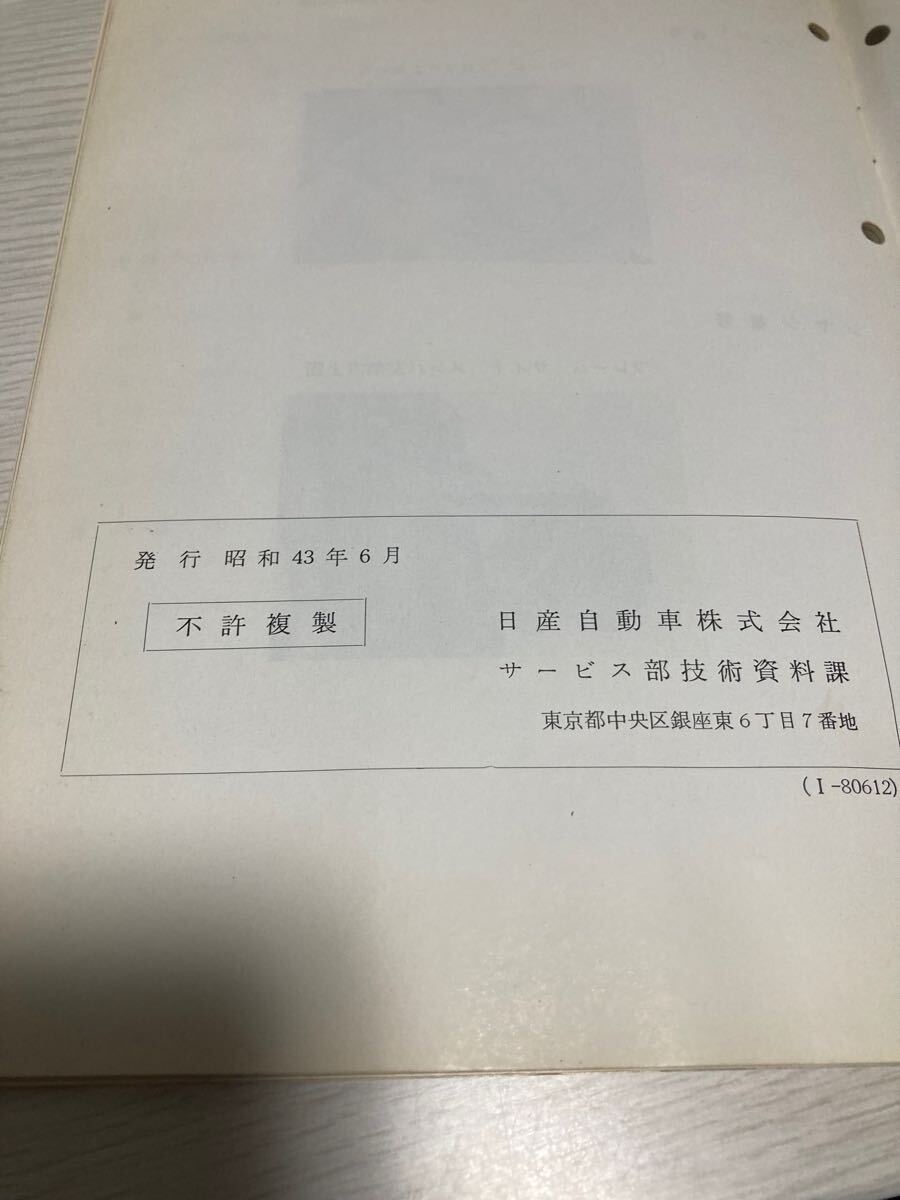 発行 昭和43年6月
不許複製
日産自動車株式会社
サービス部技術資料課
東京都中央区銀座東6丁目7番地
(I-80612)